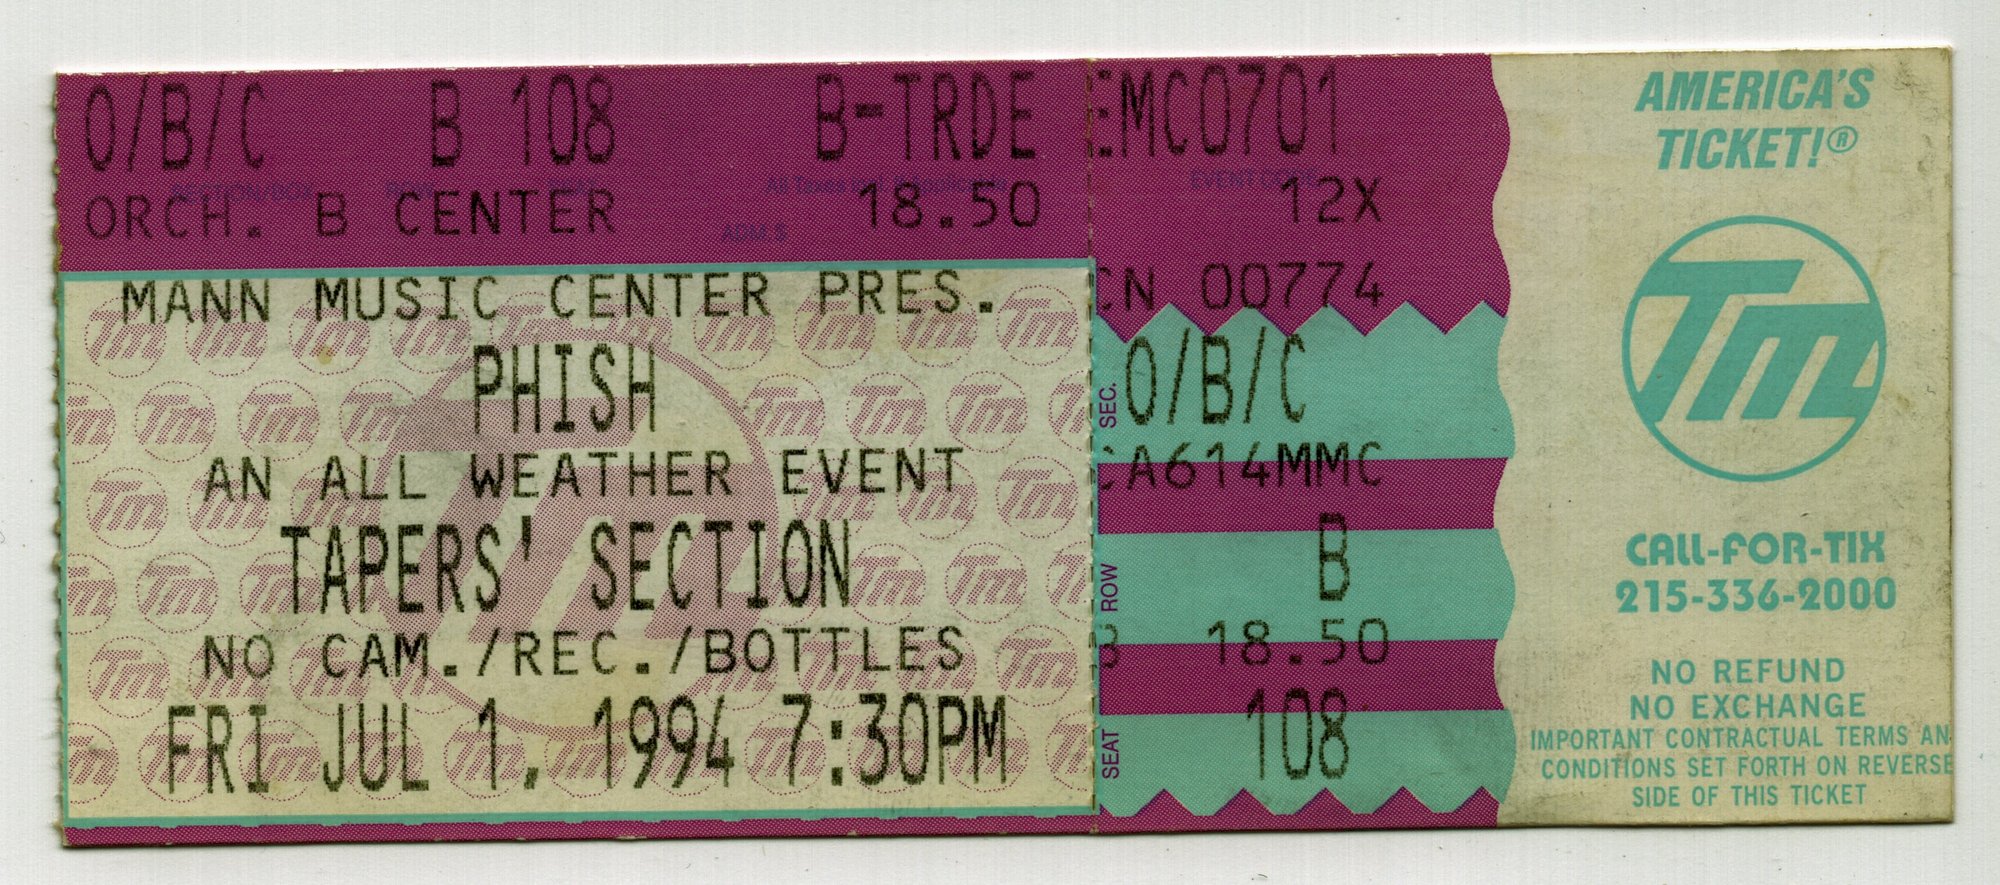 O/B/C B 108 B-TRDE
ORCH. B CENTER 18.50
ADM $
MANN MUSIC CENTER PRES.
PHISH
AN ALL WEATHER EVENT
TAPERS' SECTION
NO CAM./REC./BOTTLES
FRI JUL 1, 1994 7:30PM
EMC0701
12X
CN 00774
SEC. O/B/C
CA614MMC
ROW B
18.50
SEAT 108
AMERICA'S
TICKET!®
Tm
CALL-FOR-TIX
215-336-2000
NO REFUND
NO EXCHANGE
IMPORTANT CONTRACTUAL TERMS AN
CONDITIONS SET FORTH ON REVERSE
SIDE OF THIS TICKET